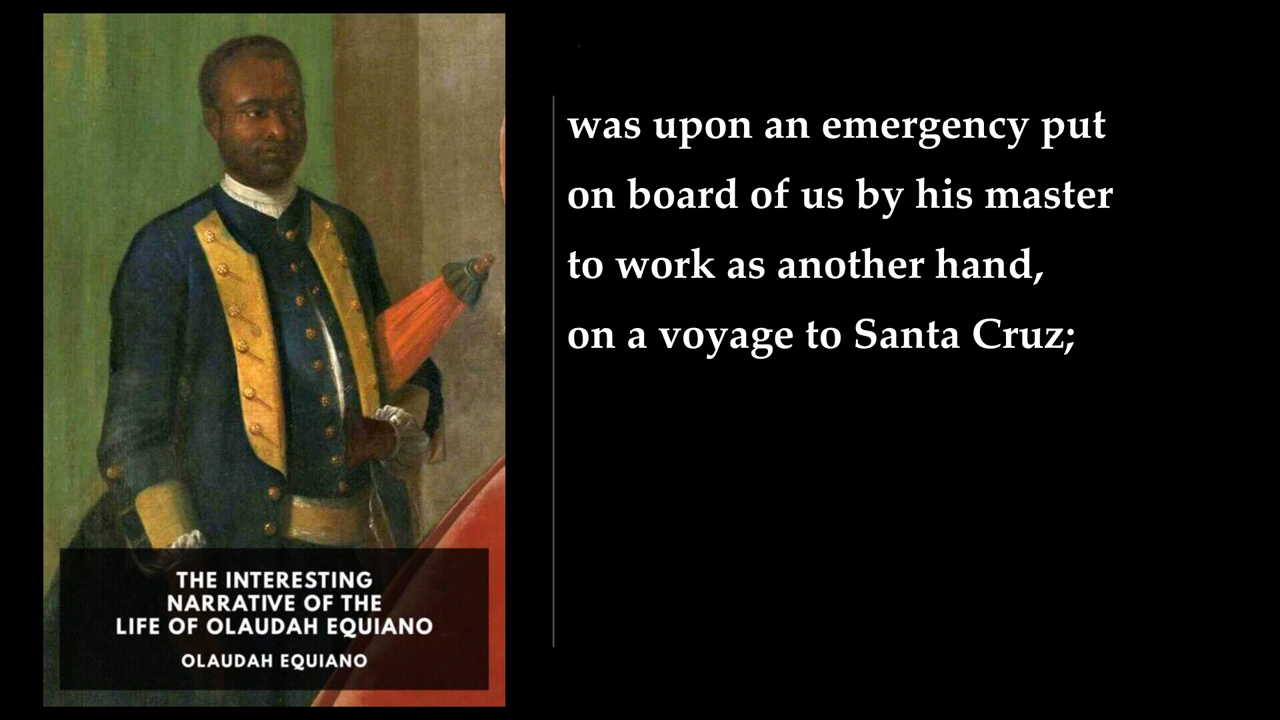 was upon an emergency put
on board of us by his master
to work as another hand,
on a voyage to Santa Cruz;
THE INTERESTING
NARRATIVE OF THE
LIFE OF OLAUDAH EQUIANO
OLAUDAH EQUIANO